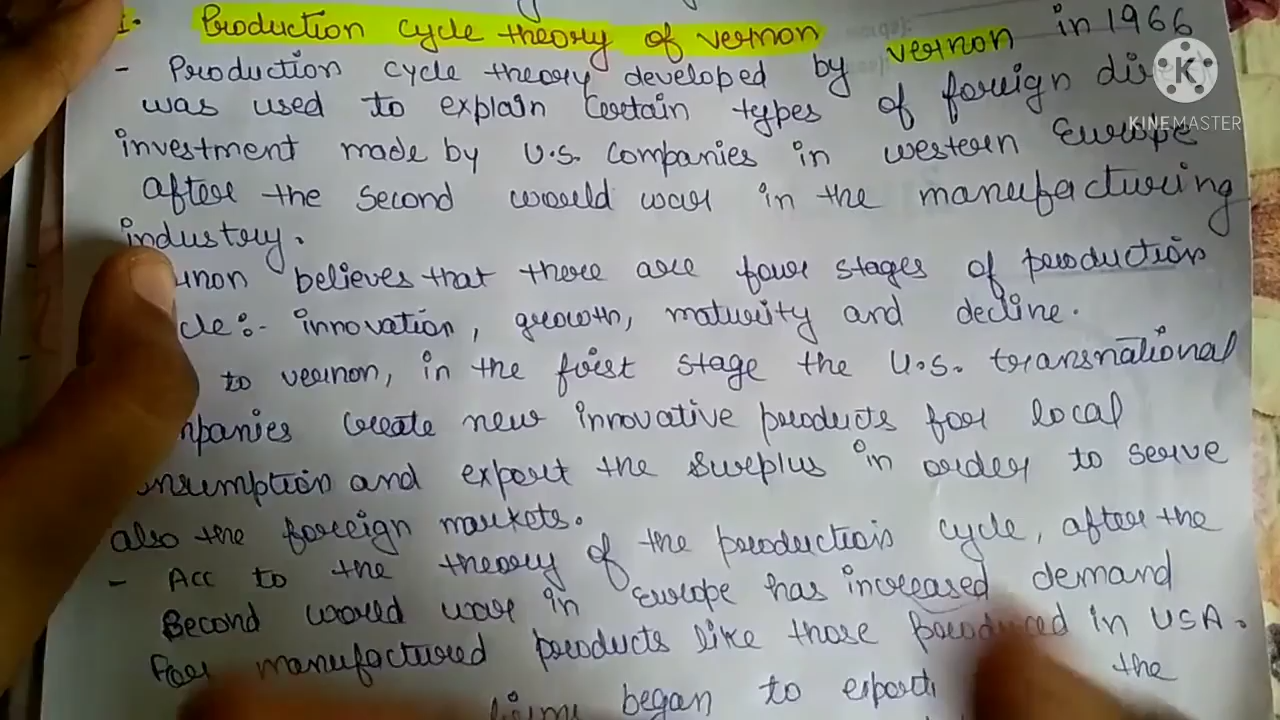 1. Production cycle theory of vernon
- Production cycle theory developed by vernon in 1966
was used to explain certain types of foreign
investment made by U.S. companies in western Europe
after the second world war in the manufacturing
industry.
believes that there are four stages of production
innovation, growth, maturity and decline.
to vernon, in the first stage the U.S. transnational
create new innovative products for local
and export the surplus in order to serve
also the foreign markets.
- Acc to the theory of the production cycle, after the
Second world war in Europe has increased demand
For manufactured products like those produced in USA.
began to the
KINEMASTER